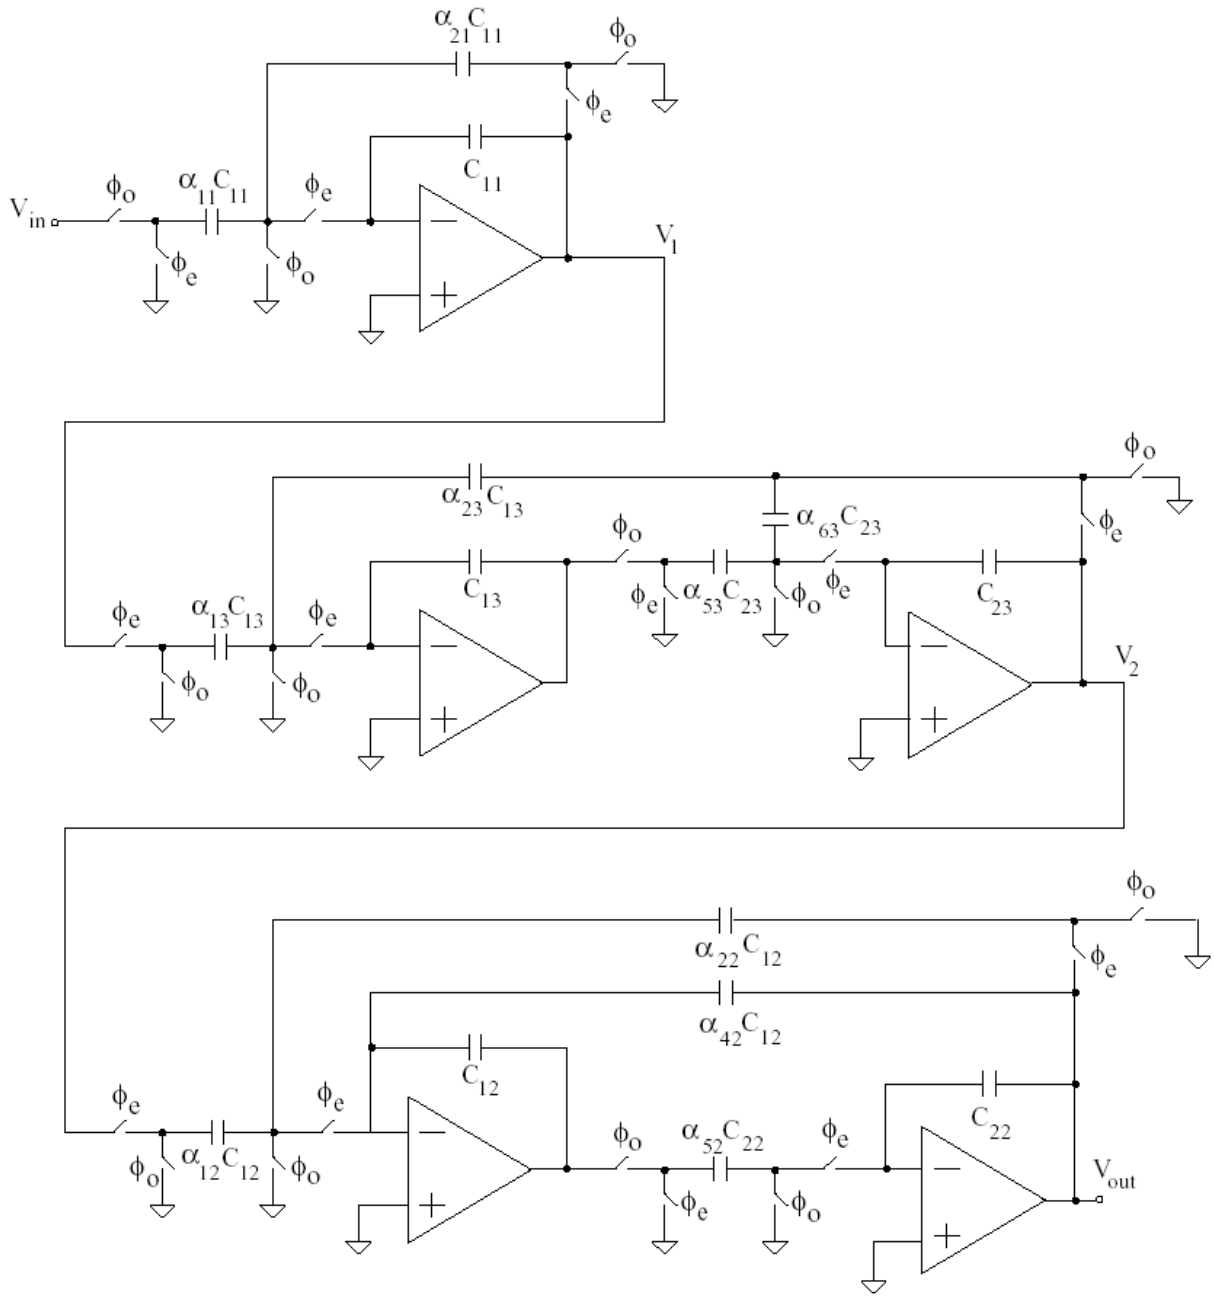 α₂₁C₁₁ ϕₒ
ϕₑ
C₁₁
Vᵢₙ ϕₒ α₁₁C₁₁ ϕₑ
ϕₑ ϕₒ − V₁
+
α₂₃C₁₃ ϕₒ
ϕₒ α₆₃C₂₃ ϕₑ
C₁₃ ϕₑ α₅₃C₂₃ ϕₒ ϕₑ C₂₃
ϕₑ α₁₃C₁₃ ϕₑ
ϕₒ ϕₒ − − V₂
+ +
ϕₒ
α₂₂C₁₂ ϕₑ
α₄₂C₁₂
C₁₂
ϕₑ ϕₑ C₂₂
ϕₒ α₁₂C₁₂ ϕₒ − ϕₒ α₅₂C₂₂ ϕₑ
ϕₑ ϕₒ − Vₒᵤₜ
+ +